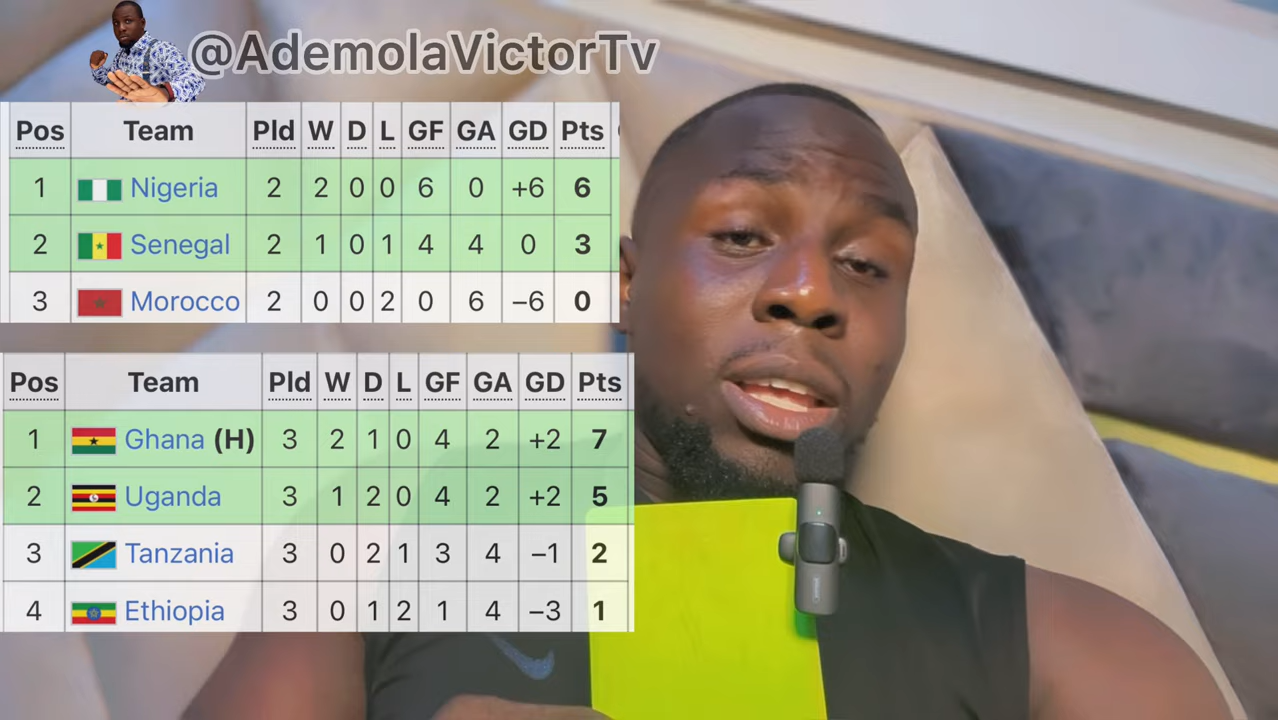 @AdemolaVictorTv
Pos Team Pld W D L GF GA GD Pts
1 Nigeria 2 2 0 0 6 0 +6 6
2 Senegal 2 1 0 1 4 4 0 3
3 Morocco 2 0 0 2 0 6 −6 0
Pos Team Pld W D L GF GA GD Pts
1 Ghana (H) 3 2 1 0 4 2 +2 7
2 Uganda 3 1 2 0 4 2 +2 5
3 Tanzania 3 0 2 1 3 4 −1 2
4 Ethiopia 3 0 1 2 1 4 −3 1